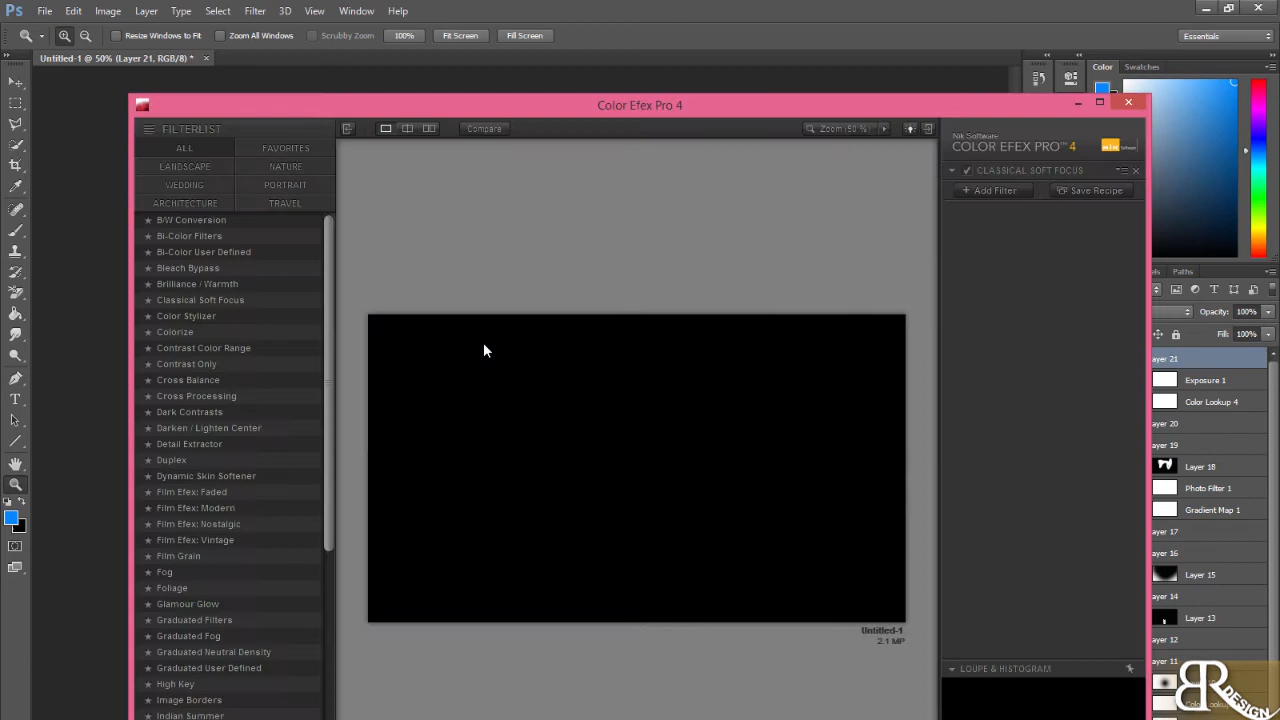 Ps File Edit Image Layer Type Select Filter 3D View Window Help
Resize Windows to Fit Zoom All Windows Scrubby Zoom 100% Fit Screen Fill Screen Essentials
Untitled-1 @ 50% (Layer 21, RGB/8) * ×
Color Swatches
Color Efex Pro 4
FILTERLIST
Compare
Zoom (50 %)
ALL FAVORITES
LANDSCAPE NATURE
WEDDING PORTRAIT
ARCHITECTURE TRAVEL
B/W Conversion
Bi-Color Filters
Bi-Color User Defined
Bleach Bypass
Brilliance / Warmth
Classical Soft Focus
Color Stylizer
Colorize
Contrast Color Range
Contrast Only
Cross Balance
Cross Processing
Dark Contrasts
Darken / Lighten Center
Detail Extractor
Duplex
Dynamic Skin Softener
Film Efex: Faded
Film Efex: Modern
Film Efex: Nostalgic
Film Efex: Vintage
Film Grain
Fog
Foliage
Glamour Glow
Graduated Filters
Graduated Fog
Graduated Neutral Density
Graduated User Defined
High Key
Image Borders
Indian Summer
Untitled-1
2.1 MP
Nik Software
COLOR EFEX PRO™ 4
nik Software
CLASSICAL SOFT FOCUS
Add Filter Save Recipe
LOUPE & HISTOGRAM
els Paths
Opacity: 100%
Fill: 100%
ayer 21
Exposure 1
Color Lookup 4
ayer 20
ayer 19
Layer 18
Photo Filter 1
Gradient Map 1
ayer 17
ayer 16
Layer 15
ayer 14
Layer 13
ayer 12
ayer 11
BR
DESIGN